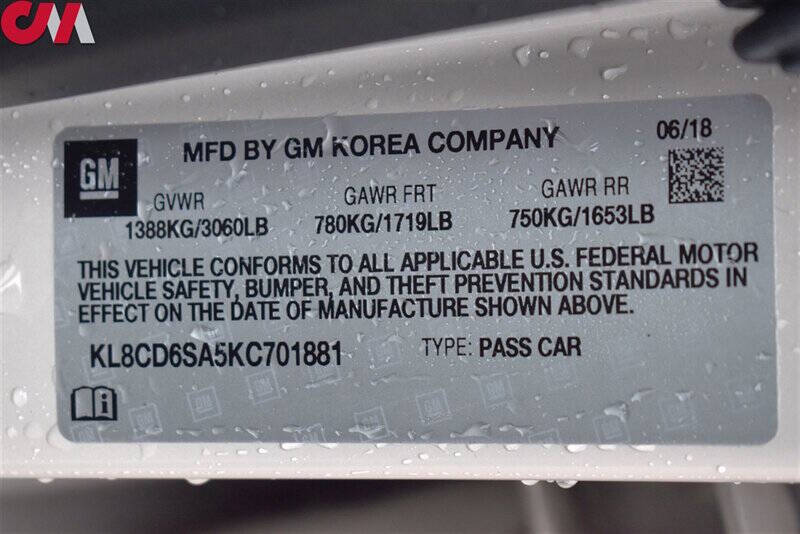 CM
MFD BY GM KOREA COMPANY
06/18
GM
GVWR
GAWR FRT
GAWR RR
1388KG/3060LB
780KG/1719LB
750KG/1653LB
THIS VEHICLE CONFORMS TO ALL APPLICABLE U.S. FEDERAL MOTOR
VEHICLE SAFETY, BUMPER, AND THEFT PREVENTION STANDARDS IN
EFFECT ON THE DATE OF MANUFACTURE SHOWN ABOVE.
KL8CD6SA5KC701881
TYPE: PASS CAR
i